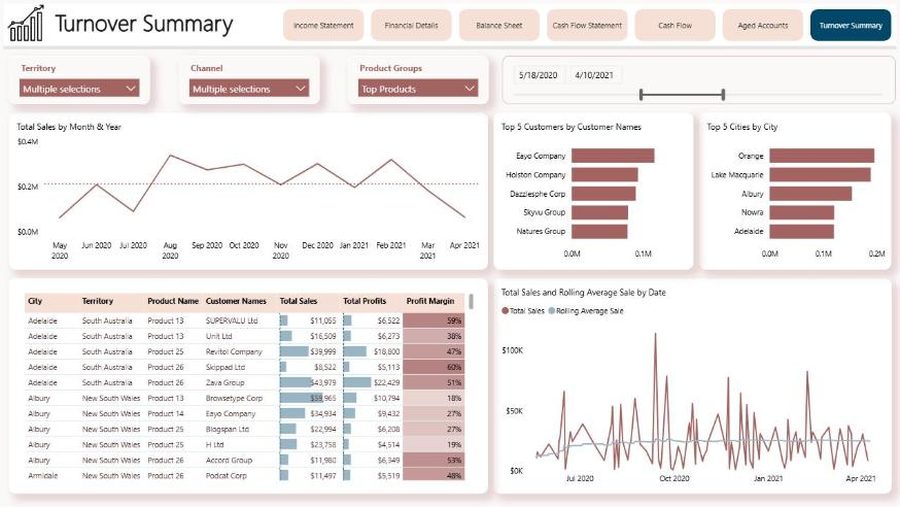 Turnover Summary
Income Statement
Financial Details
Balance Sheet
Cash Flow Statement
Cash Flow
Aged Accounts
Turnover Summary
Territory
Multiple selections
Channel
Multiple selections
Product Groups
Top Products
5/18/2020 4/10/2021
Total Sales by Month & Year
$0.4M
$0.2M
$0.0M
May 2020 Jun 2020 Jul 2020 Aug 2020 Sep 2020 Oct 2020 Nov 2020 Dec 2020 Jan 2021 Feb 2021 Mar 2021 Apr 2021
Top 5 Customers by Customer Names
Eayo Company
Holston Company
Dazzlesphe Corp
Skyvu Group
Natures Group
0.0M 0.1M
Top 5 Cities by City
Orange
Lake Macquarie
Albury
Nowra
Adelaide
0.0M 0.1M 0.2M
City Territory Product Name Customer Names Total Sales Total Profits Profit Margin
Adelaide South Australia Product 13 SUPERVALU Ltd $11,055 $6,522 59%
Adelaide South Australia Product 13 Unit Ltd $16,509 $6,273 38%
Adelaide South Australia Product 25 Revitol Company $39,999 $18,800 47%
Adelaide South Australia Product 26 Skippad Ltd $8,522 $5,113 60%
Adelaide South Australia Product 26 Zava Group $43,979 $22,429 51%
Albury New South Wales Product 13 Browsetype Corp $59,965 $10,794 18%
Albury New South Wales Product 14 Eayo Company $34,934 $9,432 27%
Albury New South Wales Product 25 Blogspan Ltd $22,994 $6,208 27%
Albury New South Wales Product 25 H Ltd $23,758 $4,514 19%
Albury New South Wales Product 26 Accord Group $11,980 $6,349 53%
Armidale New South Wales Product 26 Podcat Corp $11,497 $5,519 48%
Total Sales and Rolling Average Sale by Date
Total Sales Rolling Average Sale
$100K
$50K
$0K
Jul 2020 Oct 2020 Jan 2021 Apr 2021